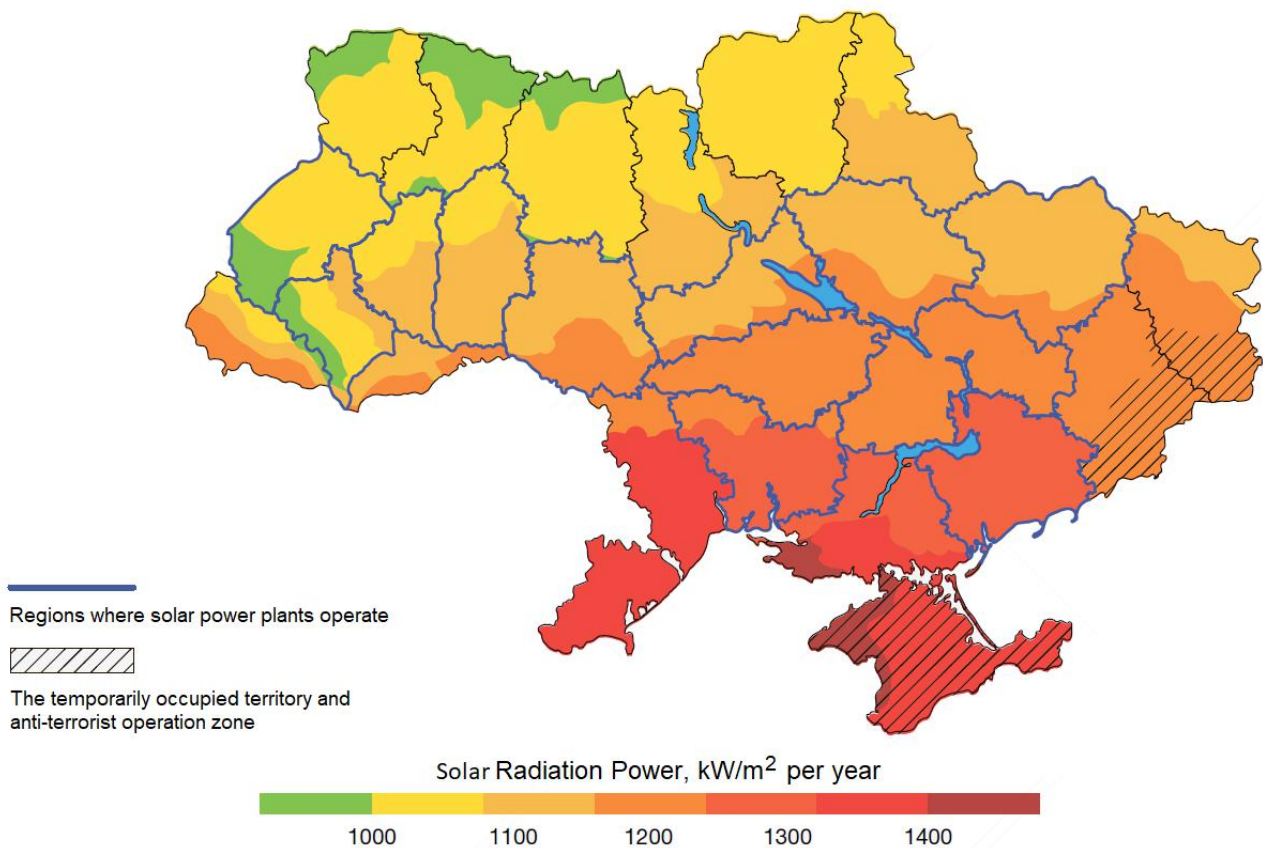 Regions where solar power plants operate
The temporarily occupied territory and
anti-terrorist operation zone
Solar Radiation Power, kW/m² per year
1000 1100 1200 1300 1400